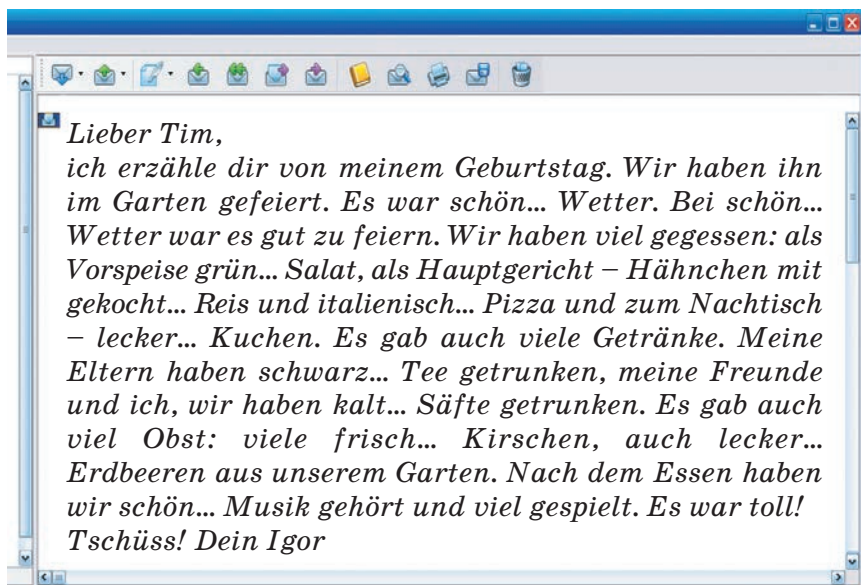 Lieber Tim,
ich erzähle dir von meinem Geburtstag. Wir haben ihn
im Garten gefeiert. Es war schön... Wetter. Bei schön...
Wetter war es gut zu feiern. Wir haben viel gegessen: als
Vorspeise grün... Salat, als Hauptgericht – Hähnchen mit
gekocht... Reis und italienisch... Pizza und zum Nachtisch
– lecker... Kuchen. Es gab auch viele Getränke. Meine
Eltern haben schwarz... Tee getrunken, meine Freunde
und ich, wir haben kalt... Säfte getrunken. Es gab auch
viel Obst: viele frisch... Kirschen, auch lecker...
Erdbeeren aus unserem Garten. Nach dem Essen haben
wir schön... Musik gehört und viel gespielt. Es war toll!
Tschüss! Dein Igor